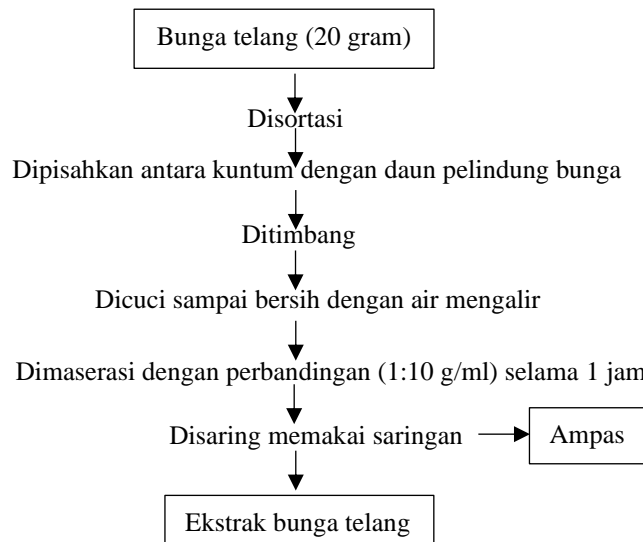 Bunga telang (20 gram)
Disortasi
Dipisahkan antara kuntum dengan daun pelindung bunga
Ditimbang
Dicuci sampai bersih dengan air mengalir
Dimaserasi dengan perbandingan (1:10 g/ml) selama 1 jam
Disaring memakai saringan
Ampas
Ekstrak bunga telang